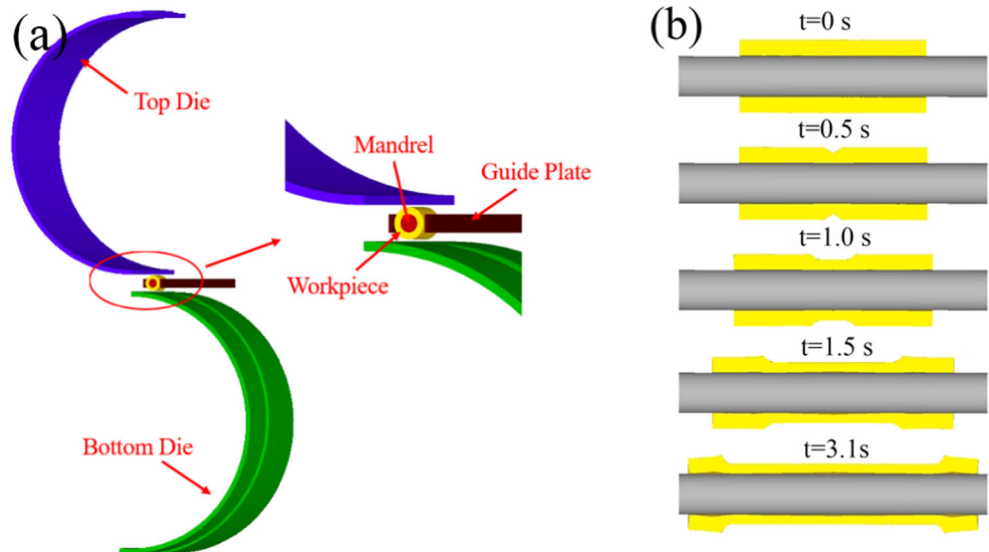 (a)
Top Die
Mandrel
Guide Plate
Workpiece
Bottom Die
(b)
t=0 s
t=0.5 s
t=1.0 s
t=1.5 s
t=3.1s